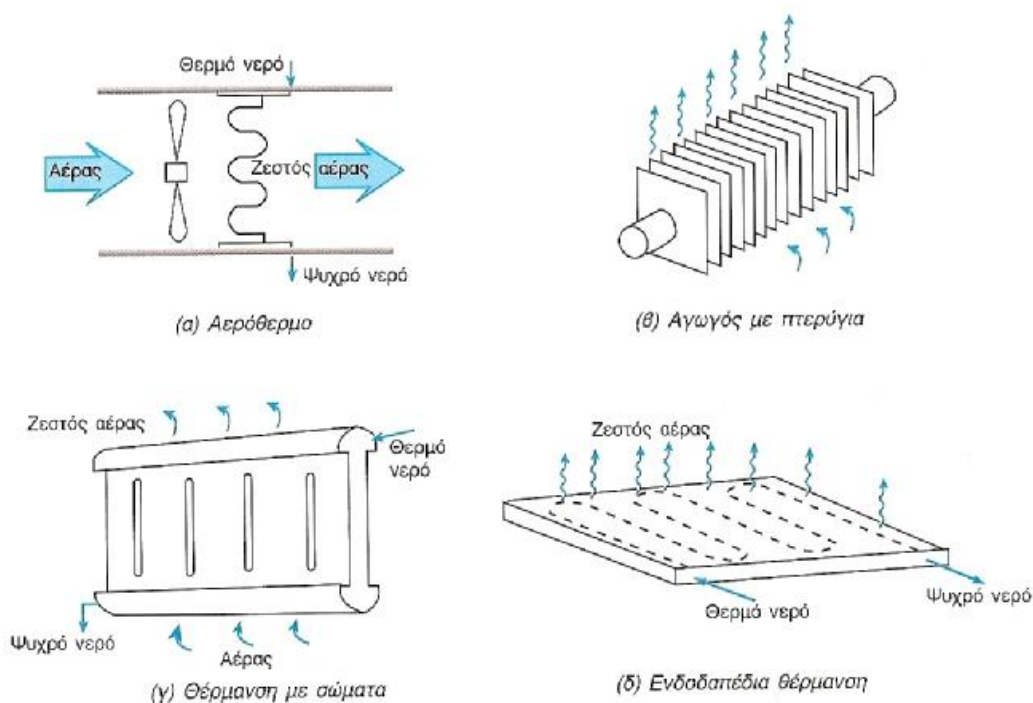 Θερμό νερό
Αέρας
Ζεστός αέρας
Ψυχρό νερό
(α) Αερόθερμο
(β) Αγωγός με πτερύγια
Ζεστός αέρας
Θερμό
νερό
Ψυχρό νερό
Αέρας
(γ) Θέρμανση με σώματα
Ζεστός αέρας
Θερμό νερό
Ψυχρό νερό
(δ) Ενδοδαπέδια θέρμανση